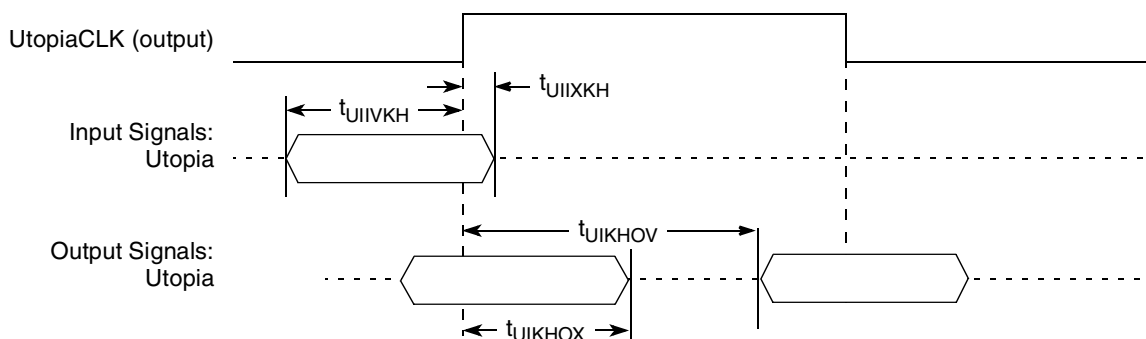 UtopiaCLK (output)
tUIIXKH
tUIIVKH
Input Signals:
Utopia
tUIKHOV
Output Signals:
Utopia
tUIKHOX